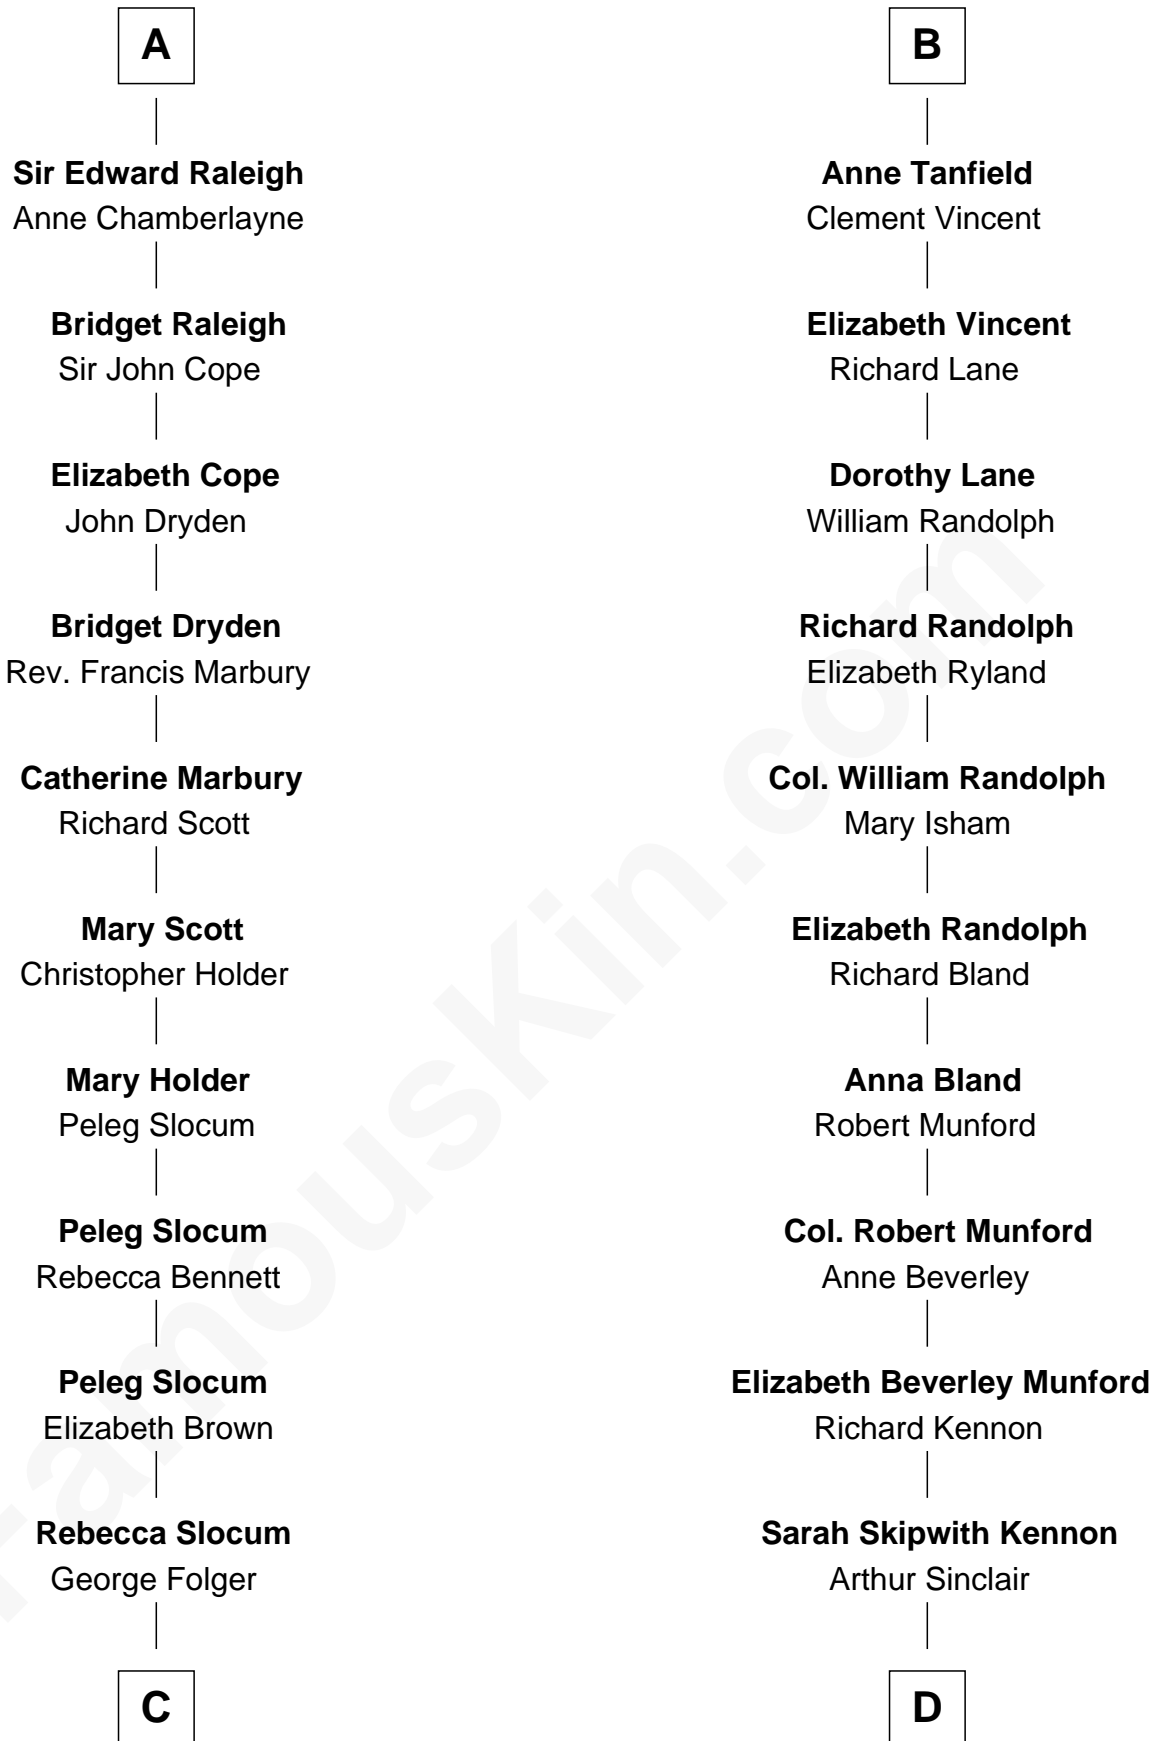 A
Sir Edward Raleigh
Anne Chamberlayne
Bridget Raleigh
Sir John Cope
Elizabeth Cope
John Dryden
Bridget Dryden
Rev. Francis Marbury
Catherine Marbury
Richard Scott
Mary Scott
Christopher Holder
Mary Holder
Peleg Slocum
Peleg Slocum
Rebecca Bennett
Peleg Slocum
Elizabeth Brown
Rebecca Slocum
George Folger
C
B
Anne Tanfield
Clement Vincent
Elizabeth Vincent
Richard Lane
Dorothy Lane
William Randolph
Richard Randolph
Elizabeth Ryland
Col. William Randolph
Mary Isham
Elizabeth Randolph
Richard Bland
Anna Bland
Robert Munford
Col. Robert Munford
Anne Beverley
Elizabeth Beverley Munford
Richard Kennon
Sarah Skipwith Kennon
Arthur Sinclair
D
FamousKin.com